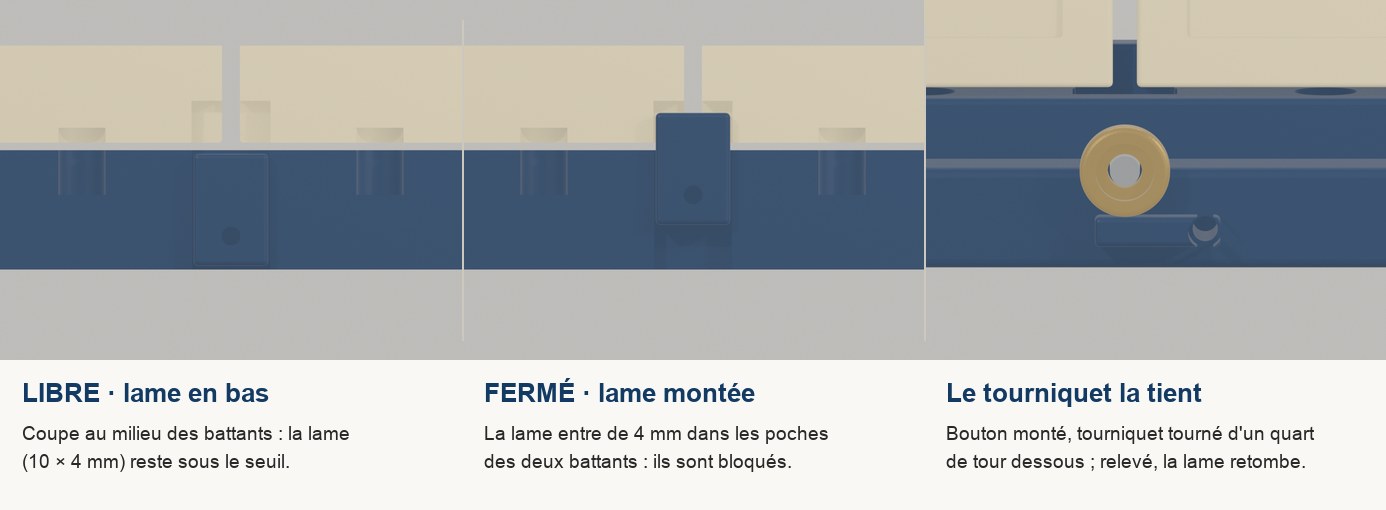 LIBRE · lame en bas
Coupe au milieu des battants : la lame
(10 × 4 mm) reste sous le seuil.
FERMÉ · lame montée
La lame entre de 4 mm dans les poches
des deux battants : ils sont bloqués.
Le tourniquet la tient
Bouton monté, tourniquet tourné d'un quart
de tour dessous ; relevé, la lame retombe.